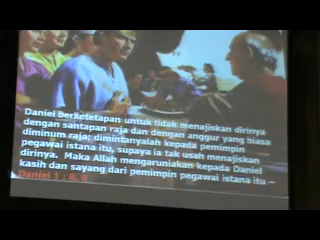 Daniel berketetapan untuk tidak menajiskan dirinya
dengan santapan raja dan dengan anggur yang biasa
diminum raja; dimintanyalah kepada pemimpin
pegawai istana itu, supaya ia tak usah menajiskan
dirinya. Maka Allah mengaruniakan kepada Daniel
kasih dan sayang dari pemimpin pegawai istana itu –
Daniel 1 : 8, 9